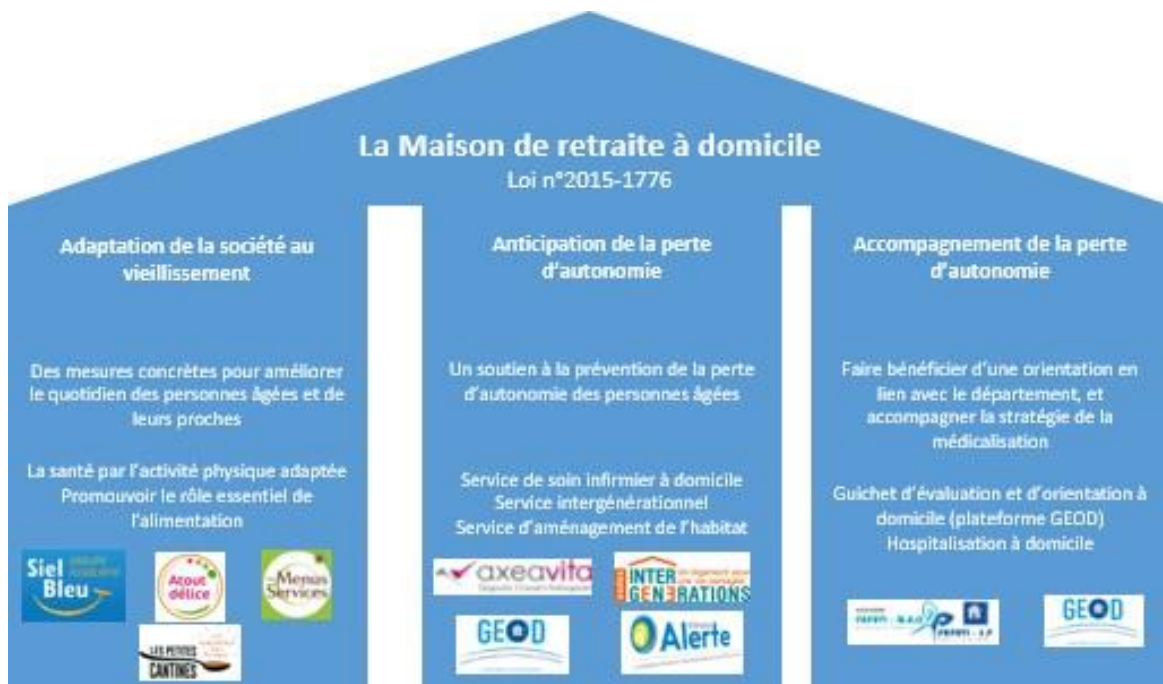 La Maison de retraite à domicile
Loi n°2015-1776
Adaptation de la société au
vieillissement
Des mesures concrètes pour améliorer
le quotidien des personnes âgées et de
leurs proches
La santé par l'activité physique adaptée
Promouvoir le rôle essentiel de
l'alimentation
Siel
Bleu
Atout
délice
Menus
Services
LES PETITES
CANTINES
Anticipation de la perte
d'autonomie
Un soutien à la prévention de la perte
d'autonomie des personnes âgées
Service de soin infirmier à domicile
Service intergénérationnel
Service d'aménagement de l'habitat
axeavita
INTER
GENERATIONS
GEOD
Alerte
Accompagnement de la perte
d'autonomie
Faire bénéficier d'une orientation en
lien avec le département, et
accompagner la stratégie de la
médicalisation
Guichet d'évaluation et d'orientation à
domicile (plateforme GEOD)
Hospitalisation à domicile
GEOD